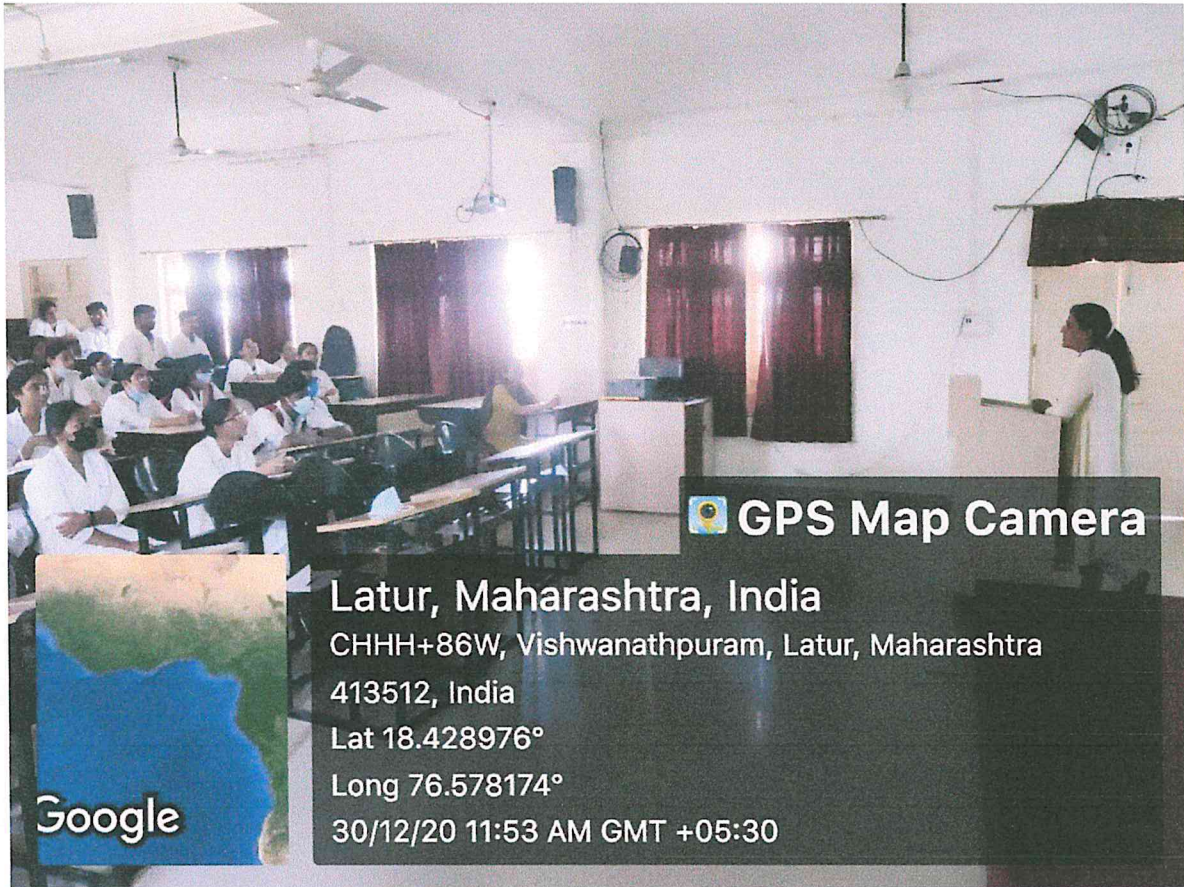 GPS Map Camera
Latur, Maharashtra, India
CHHH+86W, Vishwanathpuram, Latur, Maharashtra
413512, India
Lat 18.428976°
Long 76.578174°
30/12/20 11:53 AM GMT +05:30
Google